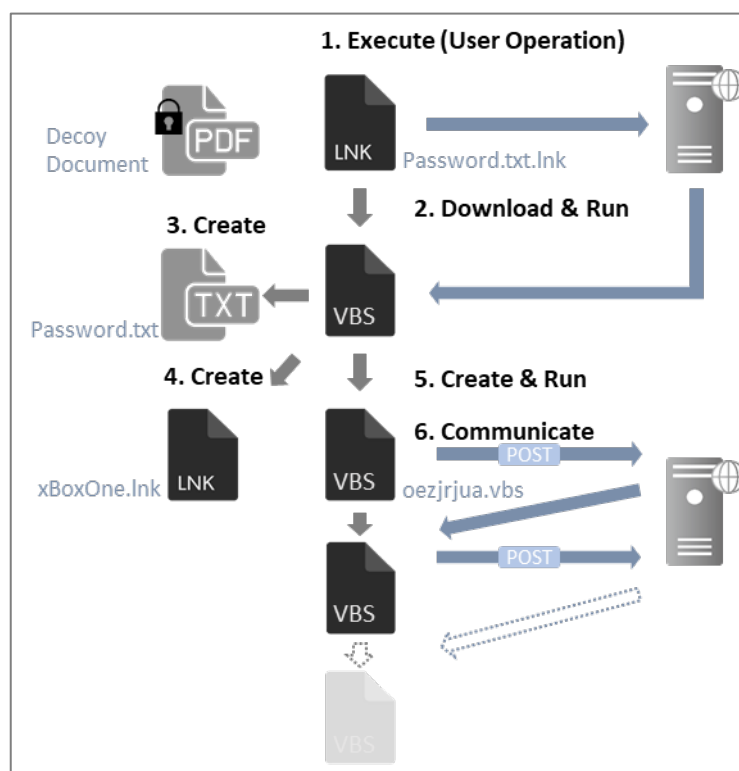 1. Execute (User Operation)
PDF
Decoy
Document
LNK
Password.txt.lnk
2. Download & Run
3. Create
TXT
VBS
Password.txt
4. Create
5. Create & Run
6. Communicate
POST
LNK
VBS
xBoxOne.lnk
oezjrjua.vbs
POST
VBS
VBS